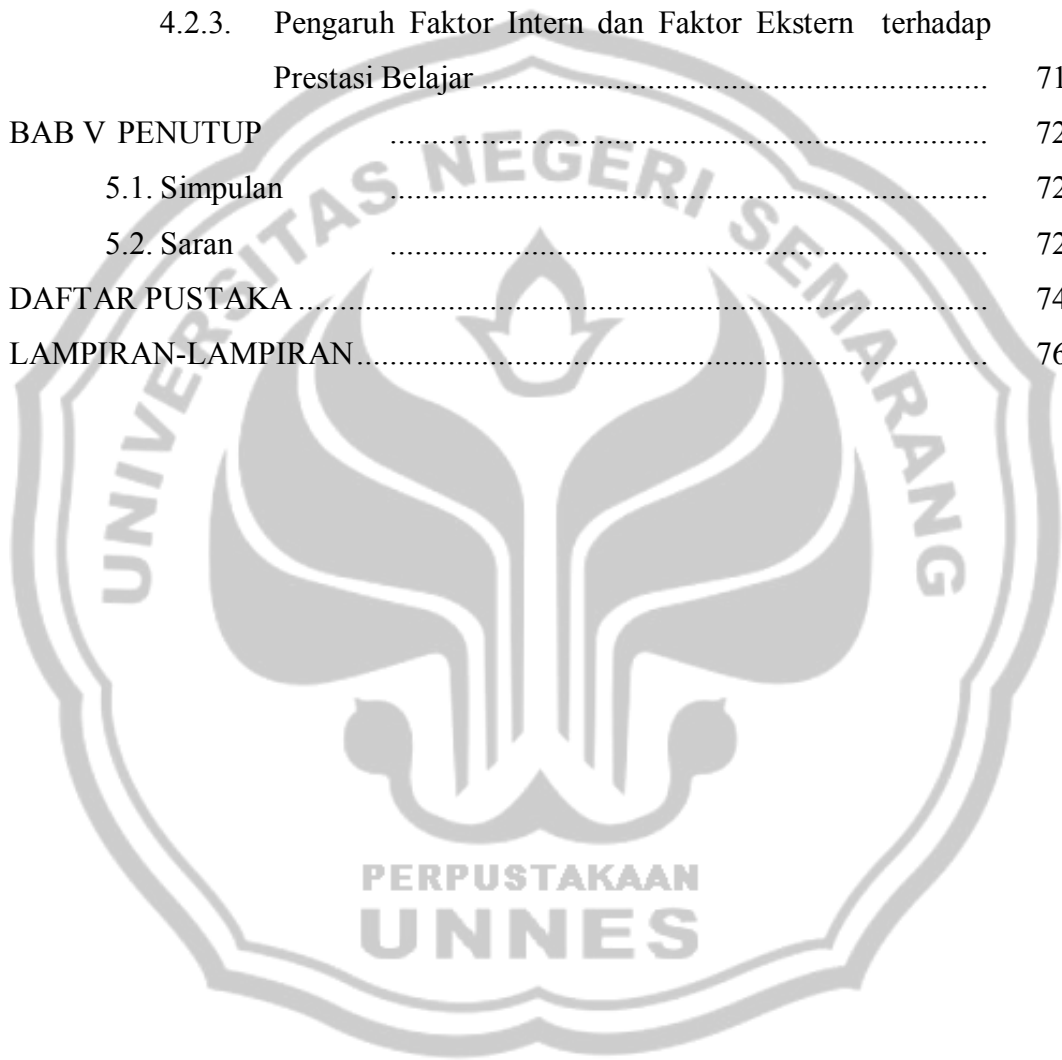 4.2.3. Pengaruh Faktor Intern dan Faktor Ekstern terhadap
Prestasi Belajar ........................................................ 71
BAB V PENUTUP .................................................................. 72
5.1. Simpulan .................................................................. 72
5.2. Saran .................................................................. 72
DAFTAR PUSTAKA ............................................................................ 74
LAMPIRAN-LAMPIRAN ...................................................................... 76
UNIVERSITAS NEGERI SEMARANG
PERPUSTAKAAN
UNNES